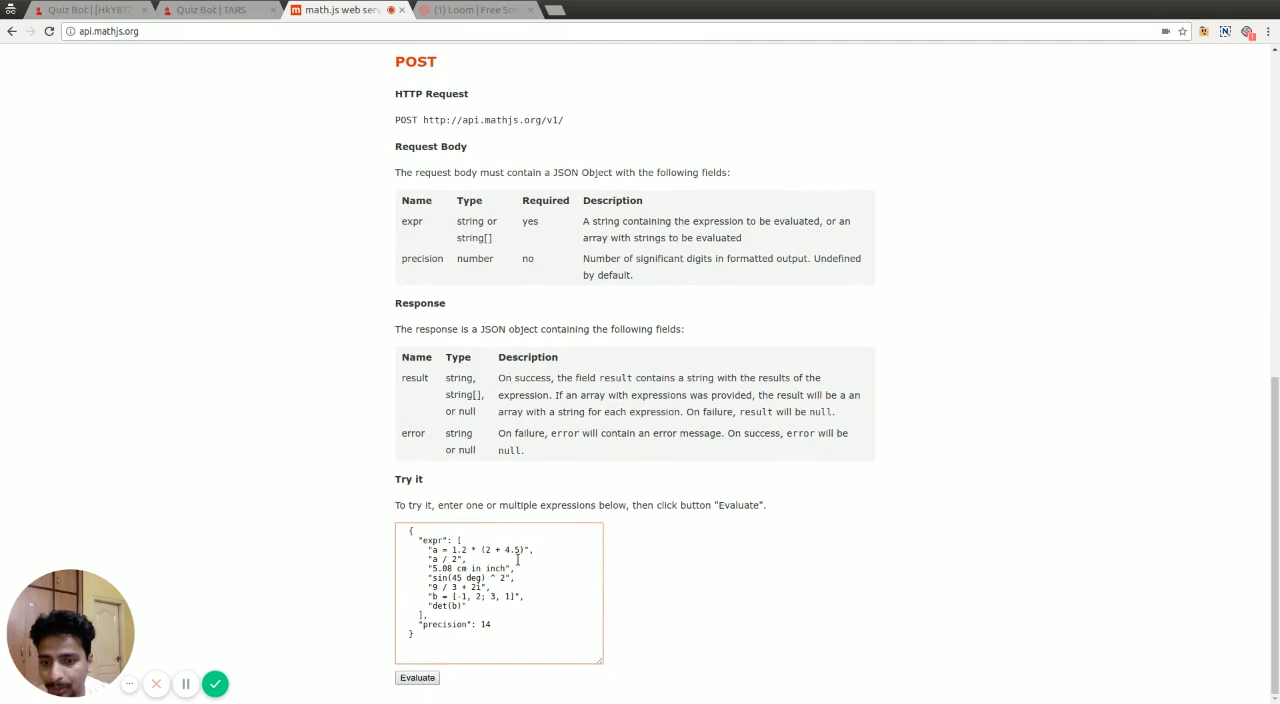 Quiz Bot | [HkY8T
Quiz Bot | TARS
math.js web serv
(1) Loom | Free Scr
api.mathjs.org
POST
HTTP Request
POST http://api.mathjs.org/v1/
Request Body
The request body must contain a JSON Object with the following fields:
Name Type Required Description
expr string or yes A string containing the expression to be evaluated, or an
string[] array with strings to be evaluated
precision number no Number of significant digits in formatted output. Undefined
by default.
Response
The response is a JSON object containing the following fields:
Name Type Description
result string, On success, the field result contains a string with the results of the
string[], expression. If an array with expressions was provided, the result will be a an
or null array with a string for each expression. On failure, result will be null.
error string On failure, error will contain an error message. On success, error will be
or null null.
Try it
To try it, enter one or multiple expressions below, then click button "Evaluate".
{
"expr": [
"a = 1.2 * (2 + 4.5)",
"a / 2",
"5.08 cm in inch",
"sin(45 deg) ^ 2",
"9 / 3 + 2i",
"b = [-1, 2; 3, 1]",
"det(b)"
],
"precision": 14
}
Evaluate